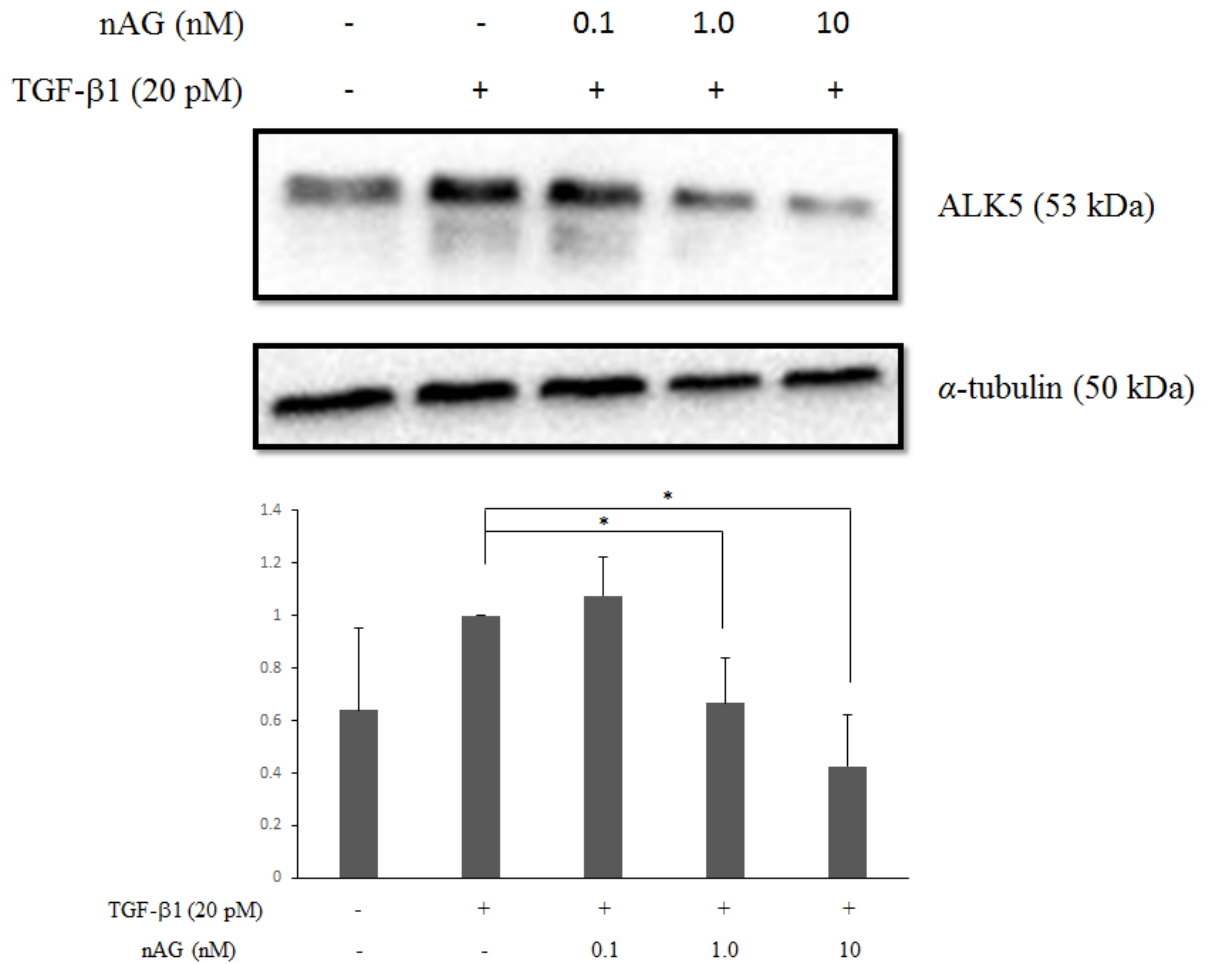 nAG (nM) - - 0.1 1.0 10
TGF-β1 (20 pM) - + + + +
ALK5 (53 kDa)
α-tubulin (50 kDa)
*
*
1.4
1.2
1
0.8
0.6
0.4
0.2
0
TGF-β1 (20 pM) - + + + +
nAG (nM) - - 0.1 1.0 10